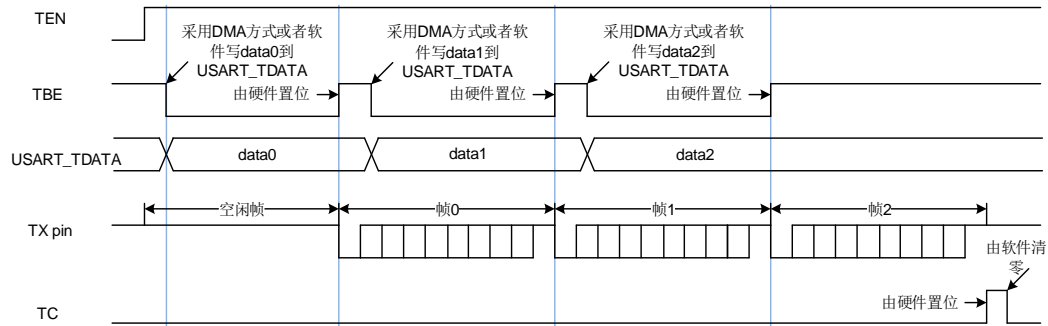 TEN
采用DMA方式或者软
件写data0到
USART_TDATA
采用DMA方式或者软
件写data1到
USART_TDATA
采用DMA方式或者软
件写data2到
USART_TDATA
TBE
由硬件置位
由硬件置位
由硬件置位
USART_TDATA
data0
data1
data2
空闲帧
帧0
帧1
帧2
TX pin
由软件清
零
由硬件置位
TC